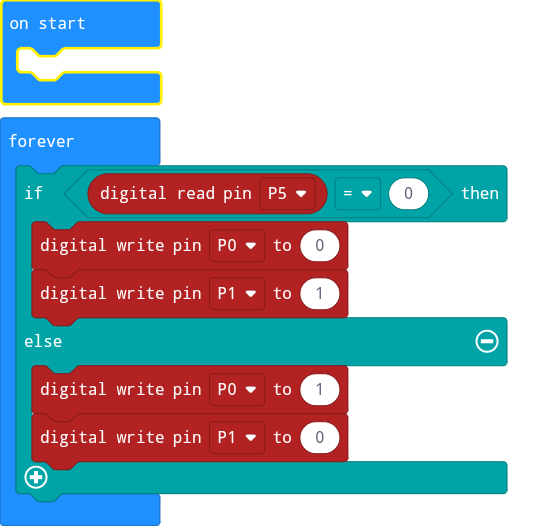 on start
forever
if digital read pin P5 = 0 then
digital write pin P0 to 0
digital write pin P1 to 1
else
digital write pin P0 to 1
digital write pin P1 to 0